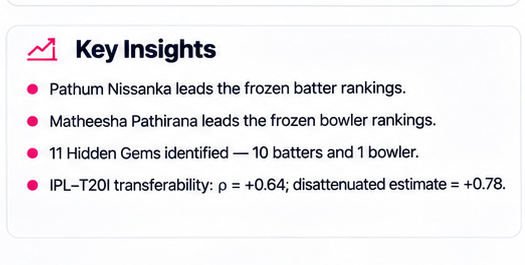 Key Insights
Pathum Nissanka leads the frozen batter rankings.
Matheesha Pathirana leads the frozen bowler rankings.
11 Hidden Gems identified — 10 batters and 1 bowler.
IPL–T20I transferability: ρ = +0.64; disattenuated estimate = +0.78.